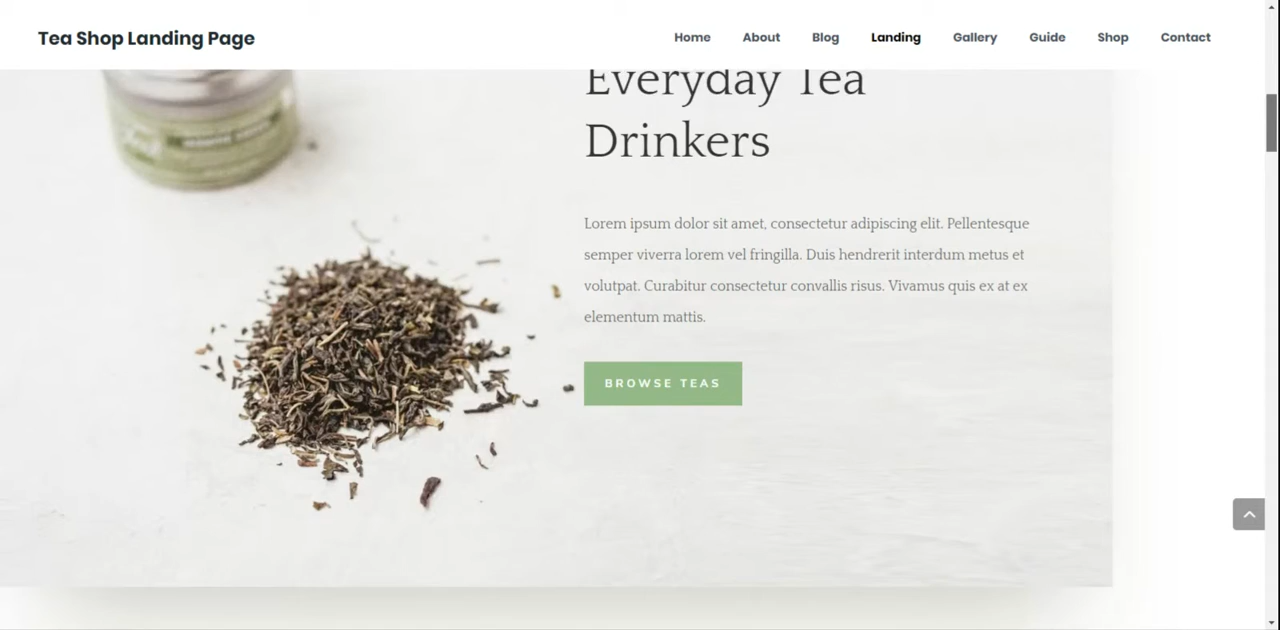 Tea Shop Landing Page
Home About Blog Landing Gallery Guide Shop Contact
Everyday Tea
Drinkers
Lorem ipsum dolor sit amet, consectetur adipiscing elit. Pellentesque
semper viverra lorem vel fringilla. Duis hendrerit interdum metus et
volutpat. Curabitur consectetur convallis risus. Vivamus quis ex at ex
elementum mattis.
BROWSE TEAS